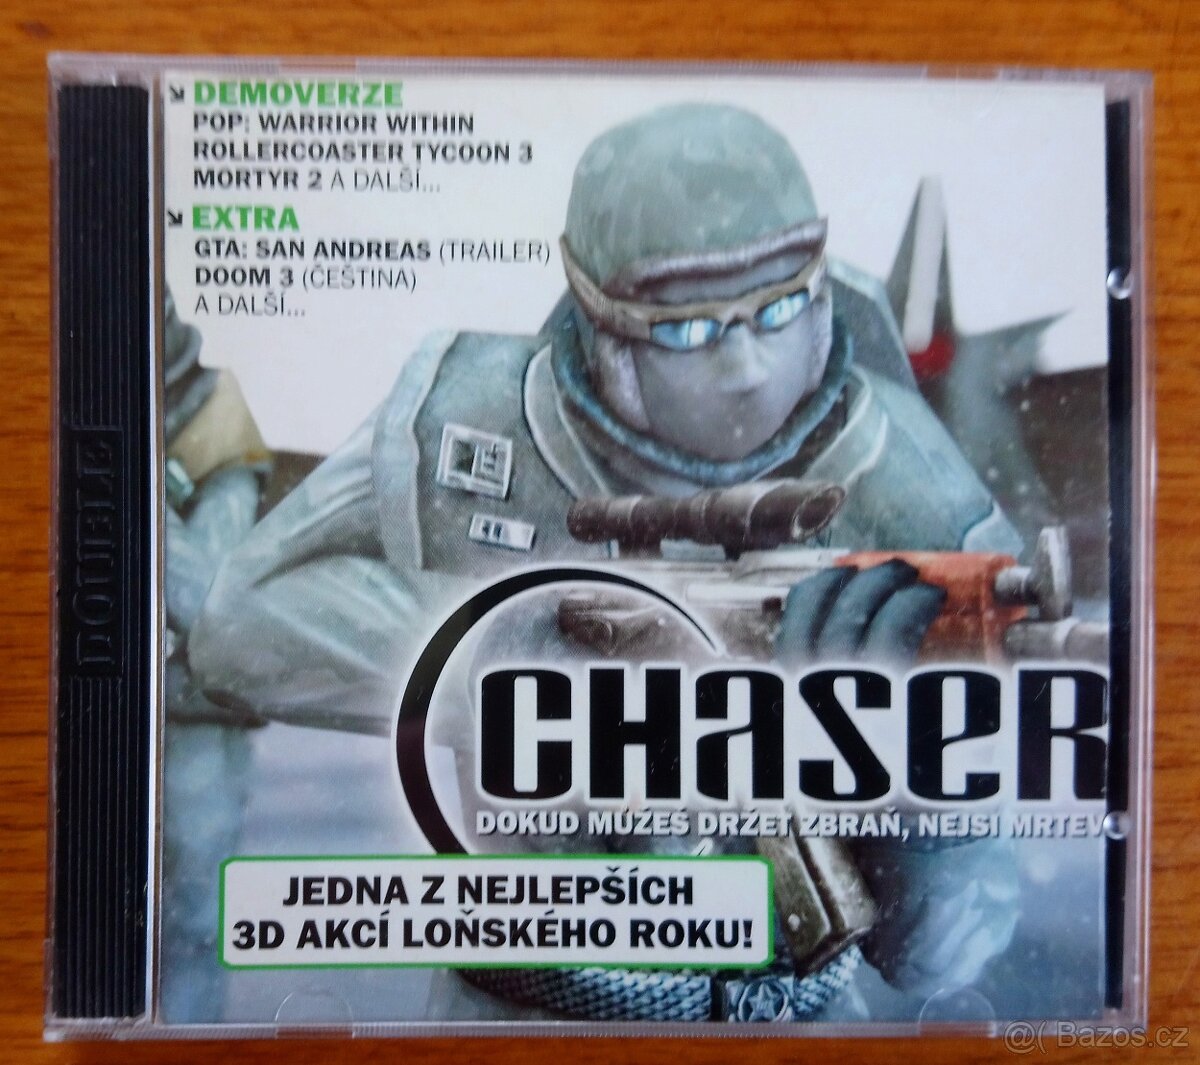 DEMOVERZE
POP: WARRIOR WITHIN
ROLLERCOASTER TYCOON 3
MORTYR 2 A DALŠÍ...
EXTRA
GTA: SAN ANDREAS (TRAILER)
DOOM 3 (ČEŠTINA)
A DALŠÍ...
DOUBLE
CHASER
DOKUD MŮŽEŠ DRŽET ZBRAŇ, NEJSI MRTEV
JEDNA Z NEJLEPŠÍCH
3D AKCÍ LOŇSKÉHO ROKU!
@( Bazos.cz